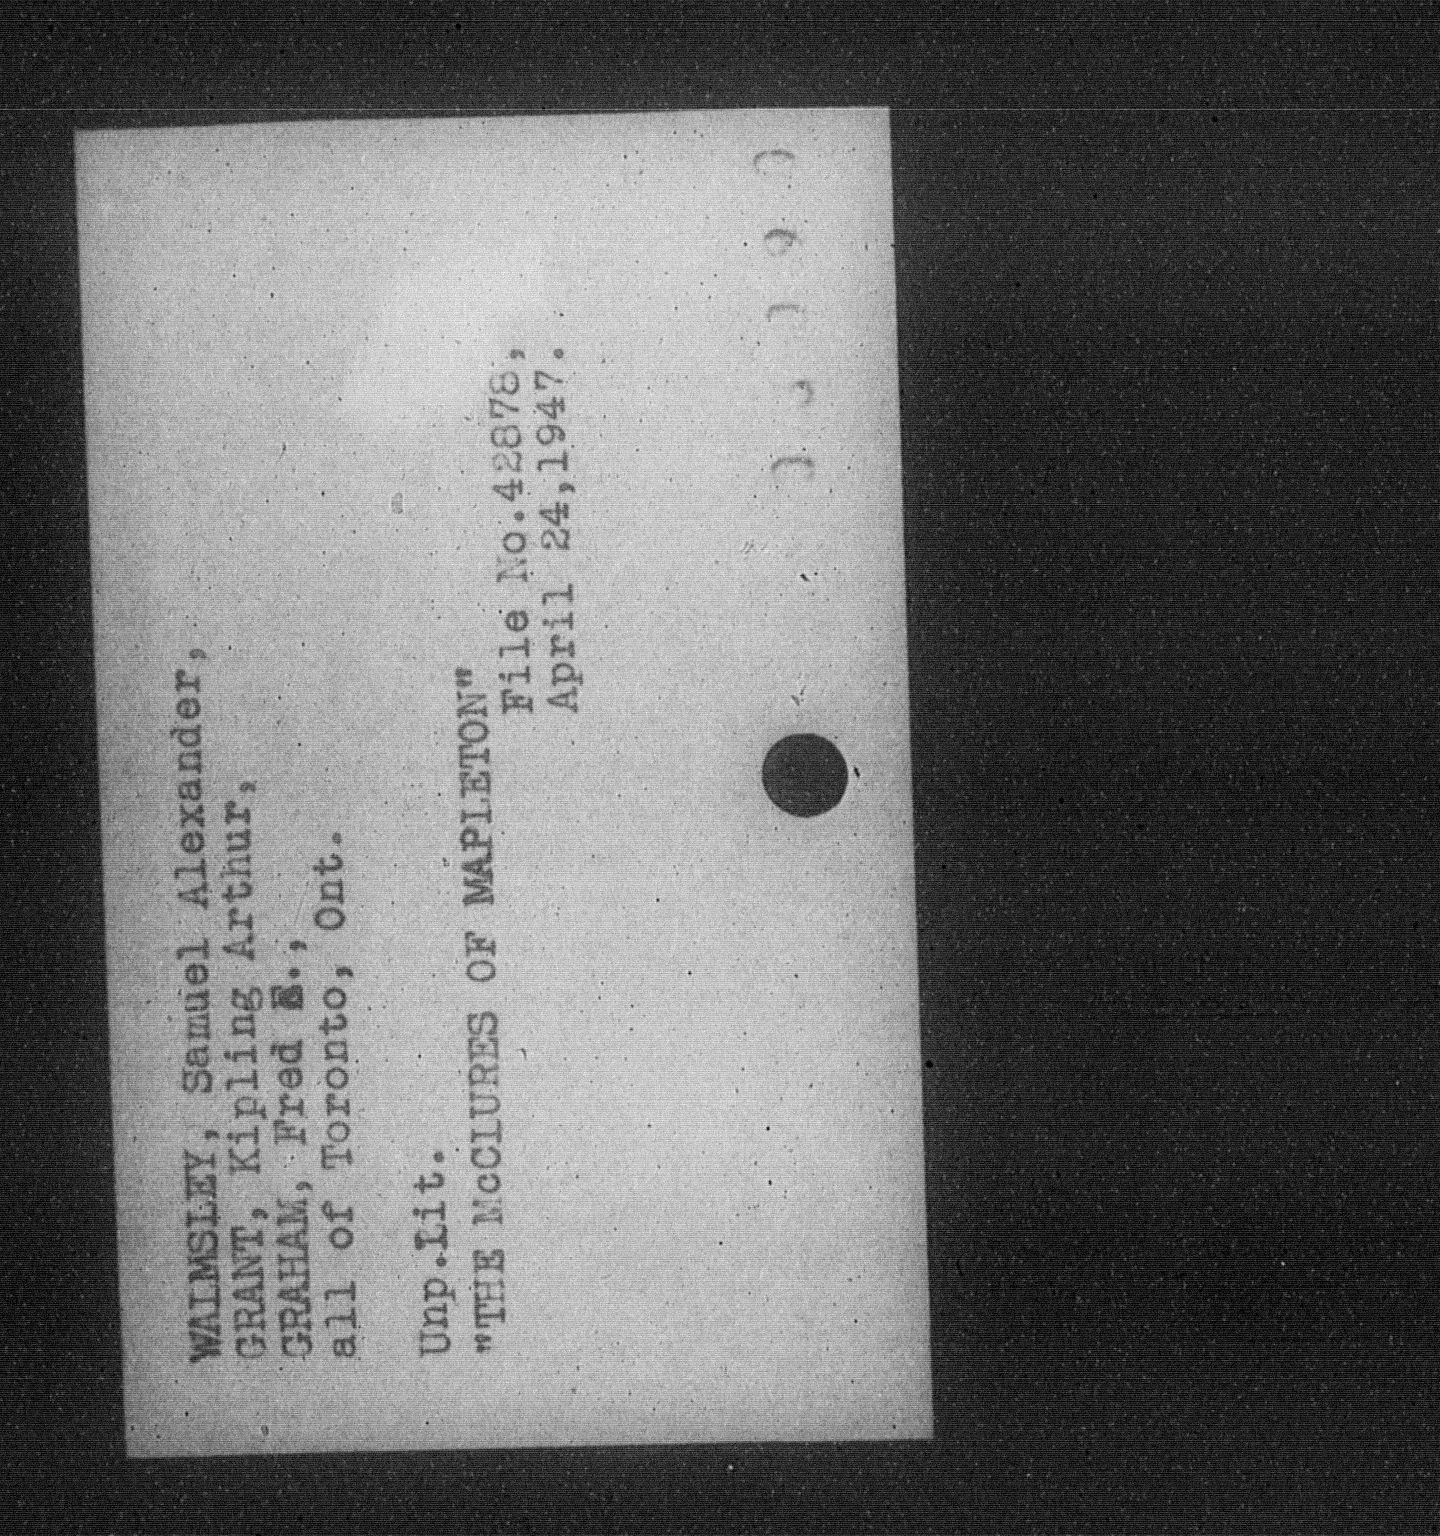 WALMSLEY, Samuel Alexander,
GRANT, Kipling Arthur,
GRAHAM, Fred E.,
all of Toronto, Ont.
Unp.Lit.
"THE McCLURES OF MAPLETON"
File No.42878,
April 24,1947.